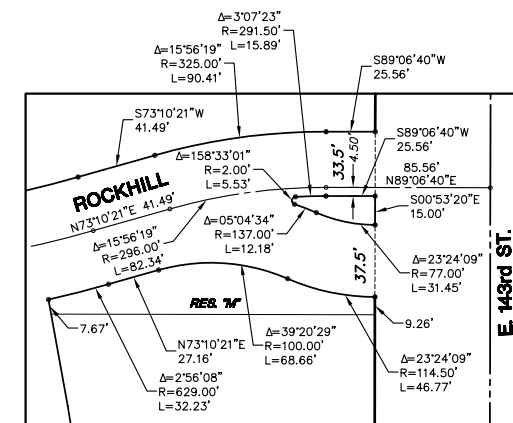 Δ=3°07'23"
R=291.50'
L=15.89'
Δ=15°56'19"
R=325.00'
L=90.41'
S89°06'40"W
25.56'
S73°10'21"W
41.49'
S89°06'40"W
25.56'
33.5'
4.50'
Δ=158°33'01"
R=2.00'
L=5.53'
85.56'
N89°06'40"E
ROCKHILL
S00°53'20"E
15.00'
N73°10'21"E 41.49'
Δ=05°04'34"
R=137.00'
L=12.18'
Δ=15°56'19"
R=296.00'
L=82.34'
37.5'
Δ=23°24'09"
R=77.00'
L=31.45'
E. 143rd ST.
RES. "M"
7.67'
9.26'
N73°10'21"E
27.16'
Δ=39°20'29"
R=100.00'
L=68.66'
Δ=23°24'09"
R=114.50'
L=46.77'
Δ=2°56'08"
R=629.00'
L=32.23'